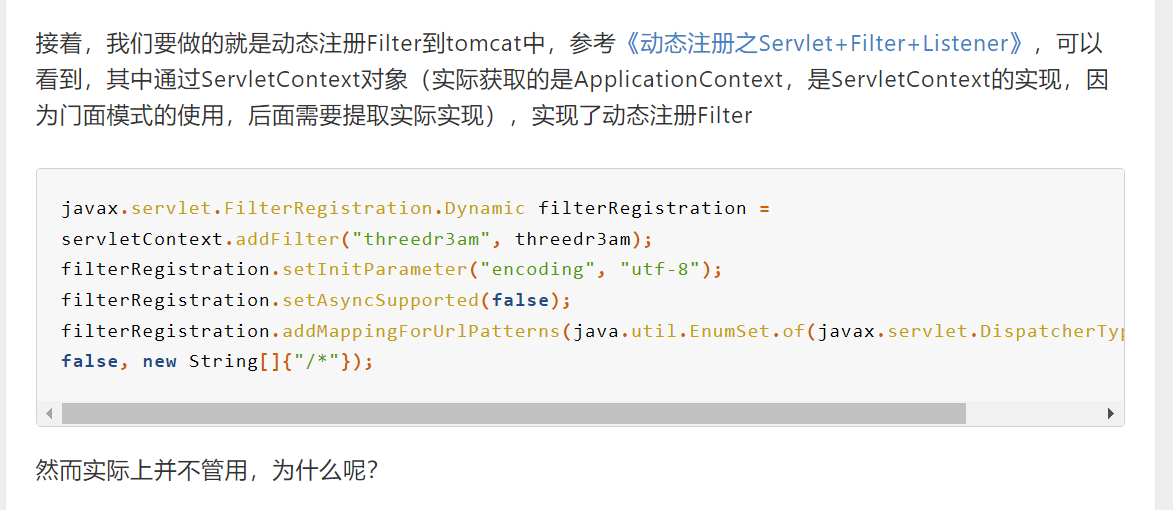 接着，我们要做的就是动态注册Filter到tomcat中，参考《动态注册之Servlet+Filter+Listener》，可以
看到，其中通过ServletContext对象（实际获取的是ApplicationContext，是ServletContext的实现，因
为门面模式的使用，后面需要提取实际实现），实现了动态注册Filter
javax.servlet.FilterRegistration.Dynamic filterRegistration =
servletContext.addFilter("threedr3am", threedr3am);
filterRegistration.setInitParameter("encoding", "utf-8");
filterRegistration.setAsyncSupported(false);
filterRegistration.addMappingForUrlPatterns(java.util.EnumSet.of(javax.servlet.DispatcherTyp
false, new String[]{"/*"});
然而实际上并不管用，为什么呢？